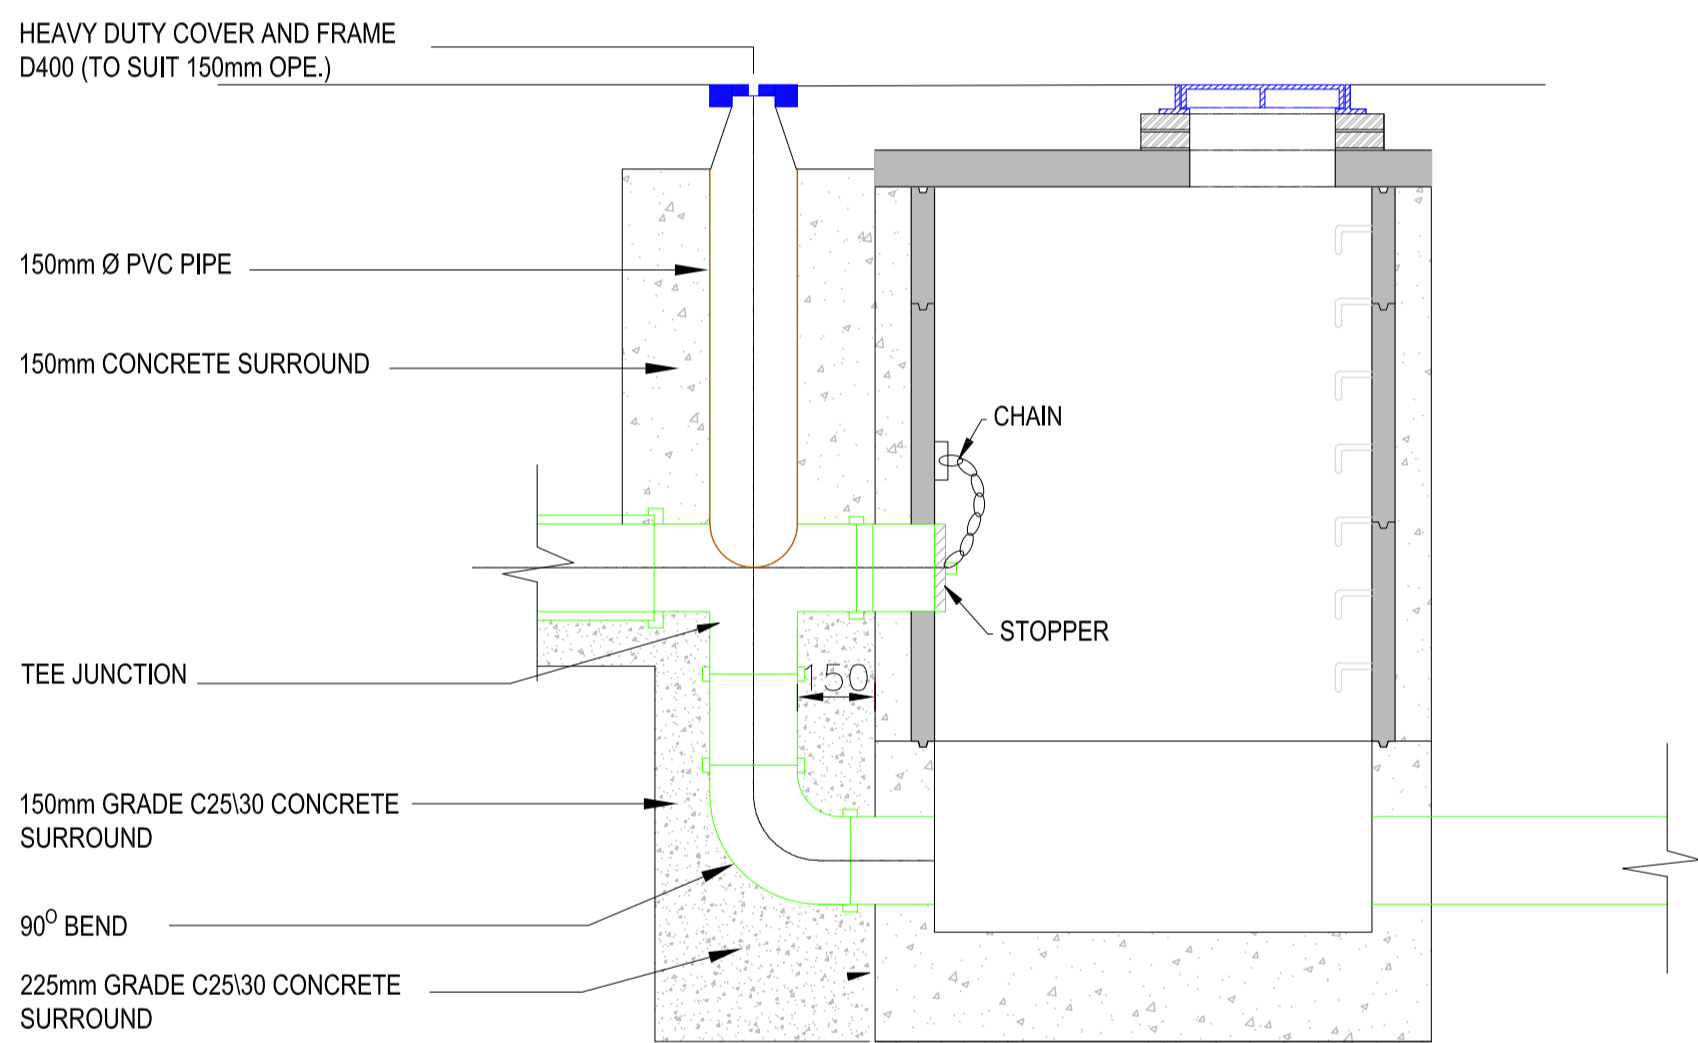 HEAVY DUTY COVER AND FRAME
D400 (TO SUIT 150mm OPE.)
150mm Ø PVC PIPE
150mm CONCRETE SURROUND
CHAIN
STOPPER
TEE JUNCTION
150
150mm GRADE C25\30 CONCRETE
SURROUND
90O BEND
225mm GRADE C25\30 CONCRETE
SURROUND